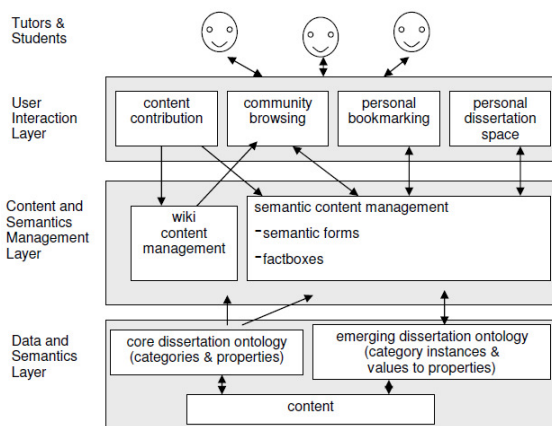 Tutors &
Students
User
Interaction
Layer
content
contribution
community
browsing
personal
bookmarking
personal
dissertation
space
Content and
Semantics
Management
Layer
wiki
content
management
semantic content management
-semantic forms
-factboxes
Data and
Semantics
Layer
core dissertation ontology
(categories & properties)
emerging dissertation ontology
(category instances &
values to properties)
content